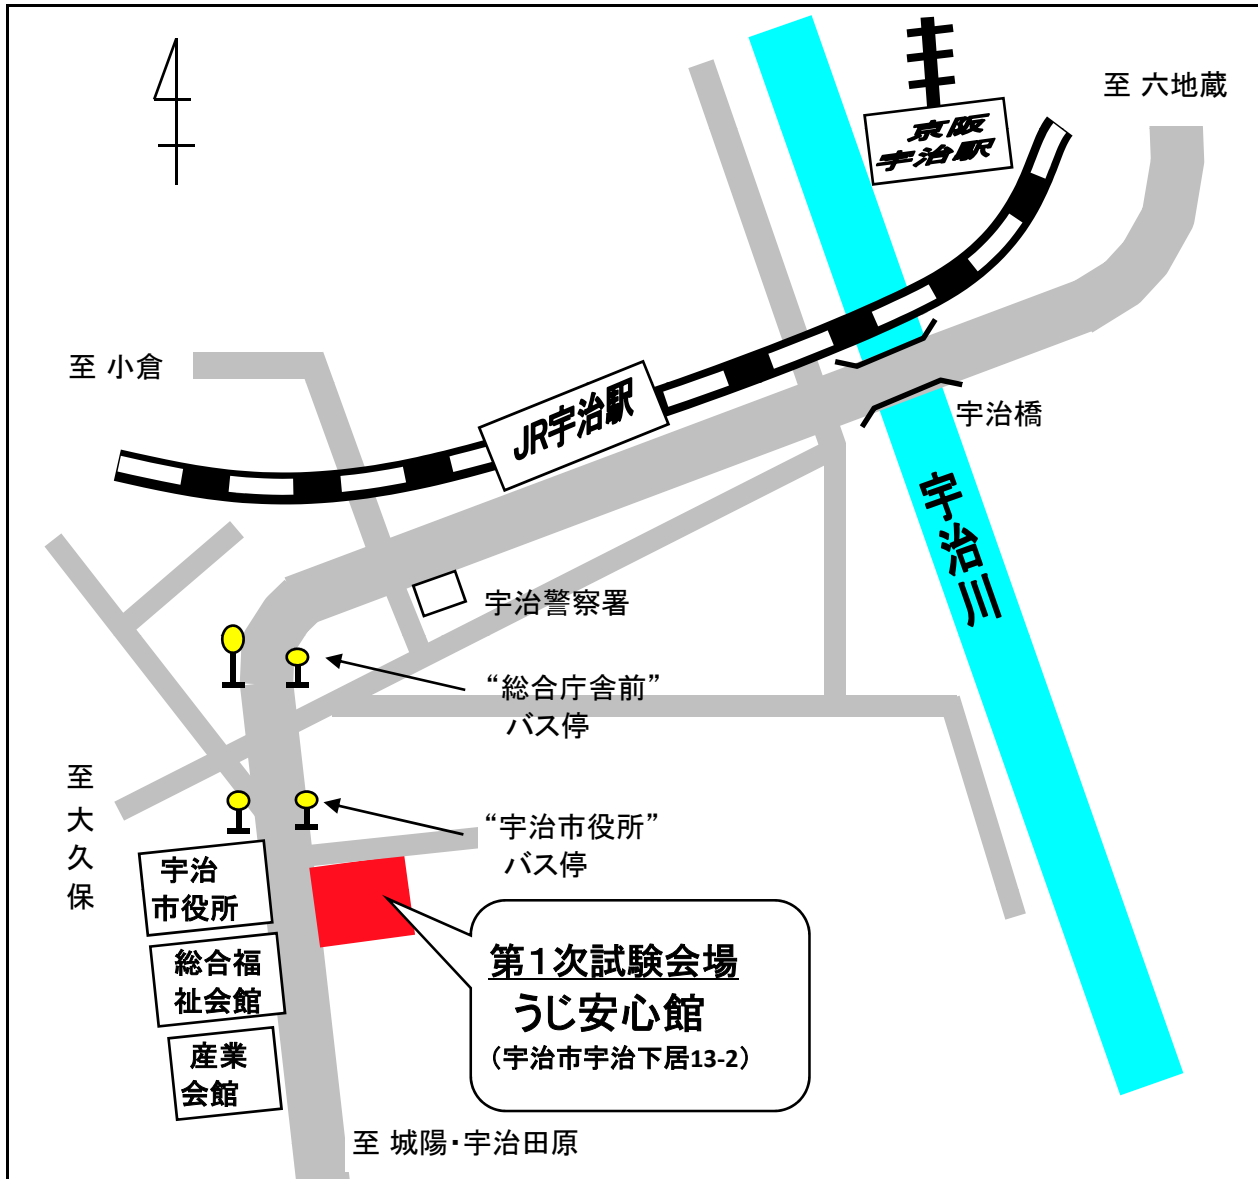 至 六地蔵
京阪
宇治駅
至 小倉
JR宇治駅
宇治橋
宇治川
宇治警察署
“総合庁舎前”
バス停
至大久保
“宇治市役所”
バス停
宇治
市役所
総合福
祉会館
産業
会館
第1次試験会場
うじ安心館
(宇治市宇治下居13-2)
至 城陽・宇治田原